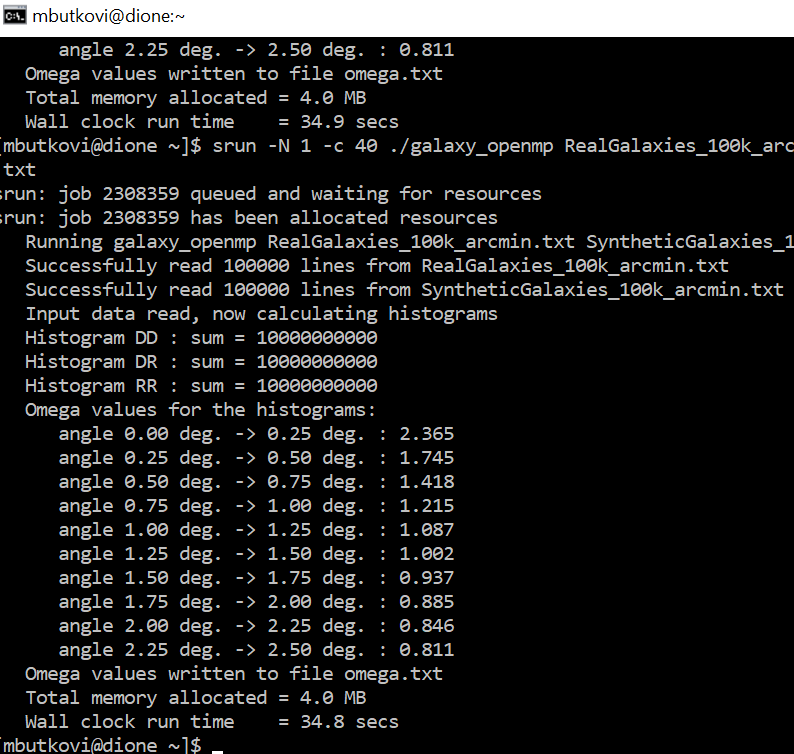 mbutkovi@dione:~
angle 2.25 deg. -> 2.50 deg. : 0.811
Omega values written to file omega.txt
Total memory allocated = 4.0 MB
Wall clock run time    = 34.9 secs
[mbutkovi@dione ~]$ srun -N 1 -c 40 ./galaxy_openmp RealGalaxies_100k_arc
txt
srun: job 2308359 queued and waiting for resources
srun: job 2308359 has been allocated resources
Running galaxy_openmp RealGalaxies_100k_arcmin.txt SyntheticGalaxies_1
Successfully read 100000 lines from RealGalaxies_100k_arcmin.txt
Successfully read 100000 lines from SyntheticGalaxies_100k_arcmin.txt
Input data read, now calculating histograms
Histogram DD : sum = 10000000000
Histogram DR : sum = 10000000000
Histogram RR : sum = 10000000000
Omega values for the histograms:
angle 0.00 deg. -> 0.25 deg. : 2.365
angle 0.25 deg. -> 0.50 deg. : 1.745
angle 0.50 deg. -> 0.75 deg. : 1.418
angle 0.75 deg. -> 1.00 deg. : 1.215
angle 1.00 deg. -> 1.25 deg. : 1.087
angle 1.25 deg. -> 1.50 deg. : 1.002
angle 1.50 deg. -> 1.75 deg. : 0.937
angle 1.75 deg. -> 2.00 deg. : 0.885
angle 2.00 deg. -> 2.25 deg. : 0.846
angle 2.25 deg. -> 2.50 deg. : 0.811
Omega values written to file omega.txt
Total memory allocated = 4.0 MB
Wall clock run time    = 34.8 secs
[mbutkovi@dione ~]$ _